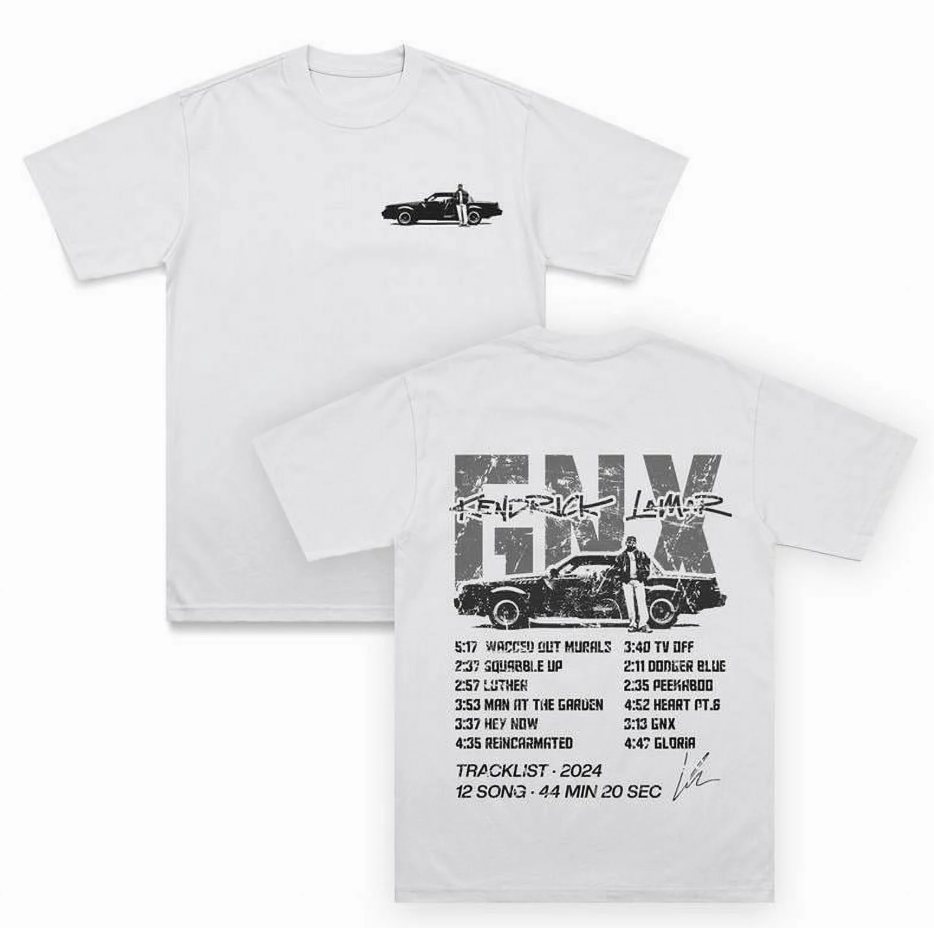 GNX
KENDRICK LAMAR
5:17 WACCED OUT MURALS
2:37 SQUABBLE UP
2:57 LUTHER
3:53 MAN AT THE GARDEN
3:37 HEY NOW
4:35 REINCARNATED
3:40 TV OFF
2:11 DODGER BLUE
2:35 PEEKABOO
4:52 HEART PT.6
3:13 GNX
4:47 GLORIA
TRACKLIST · 2024
12 SONG · 44 MIN 20 SEC